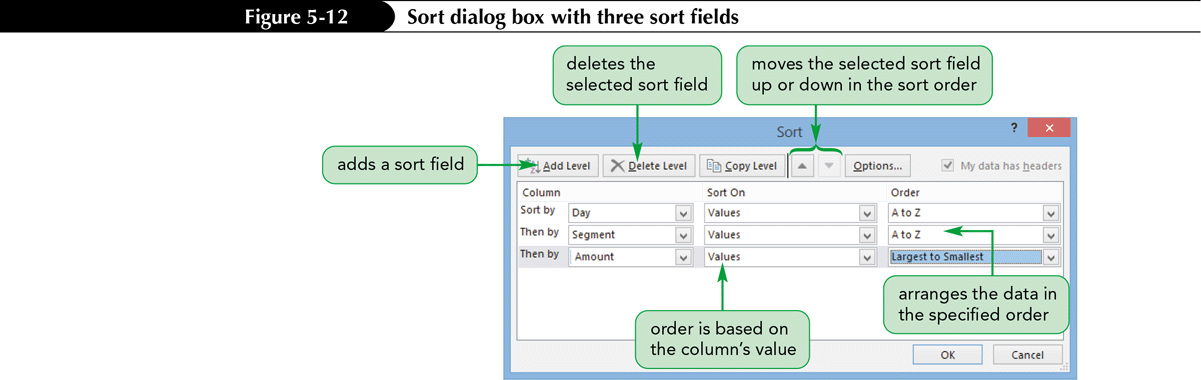 Figure 5-12 Sort dialog box with three sort fields
deletes the
selected sort field
moves the selected sort field
up or down in the sort order
adds a sort field
Sort
?
Add Level Delete Level Copy Level Options... My data has headers
Column Sort On Order
Sort by Day Values A to Z
Then by Segment Values A to Z
Then by Amount Values Largest to Smallest
order is based on
the column's value
arranges the data in
the specified order
OK Cancel